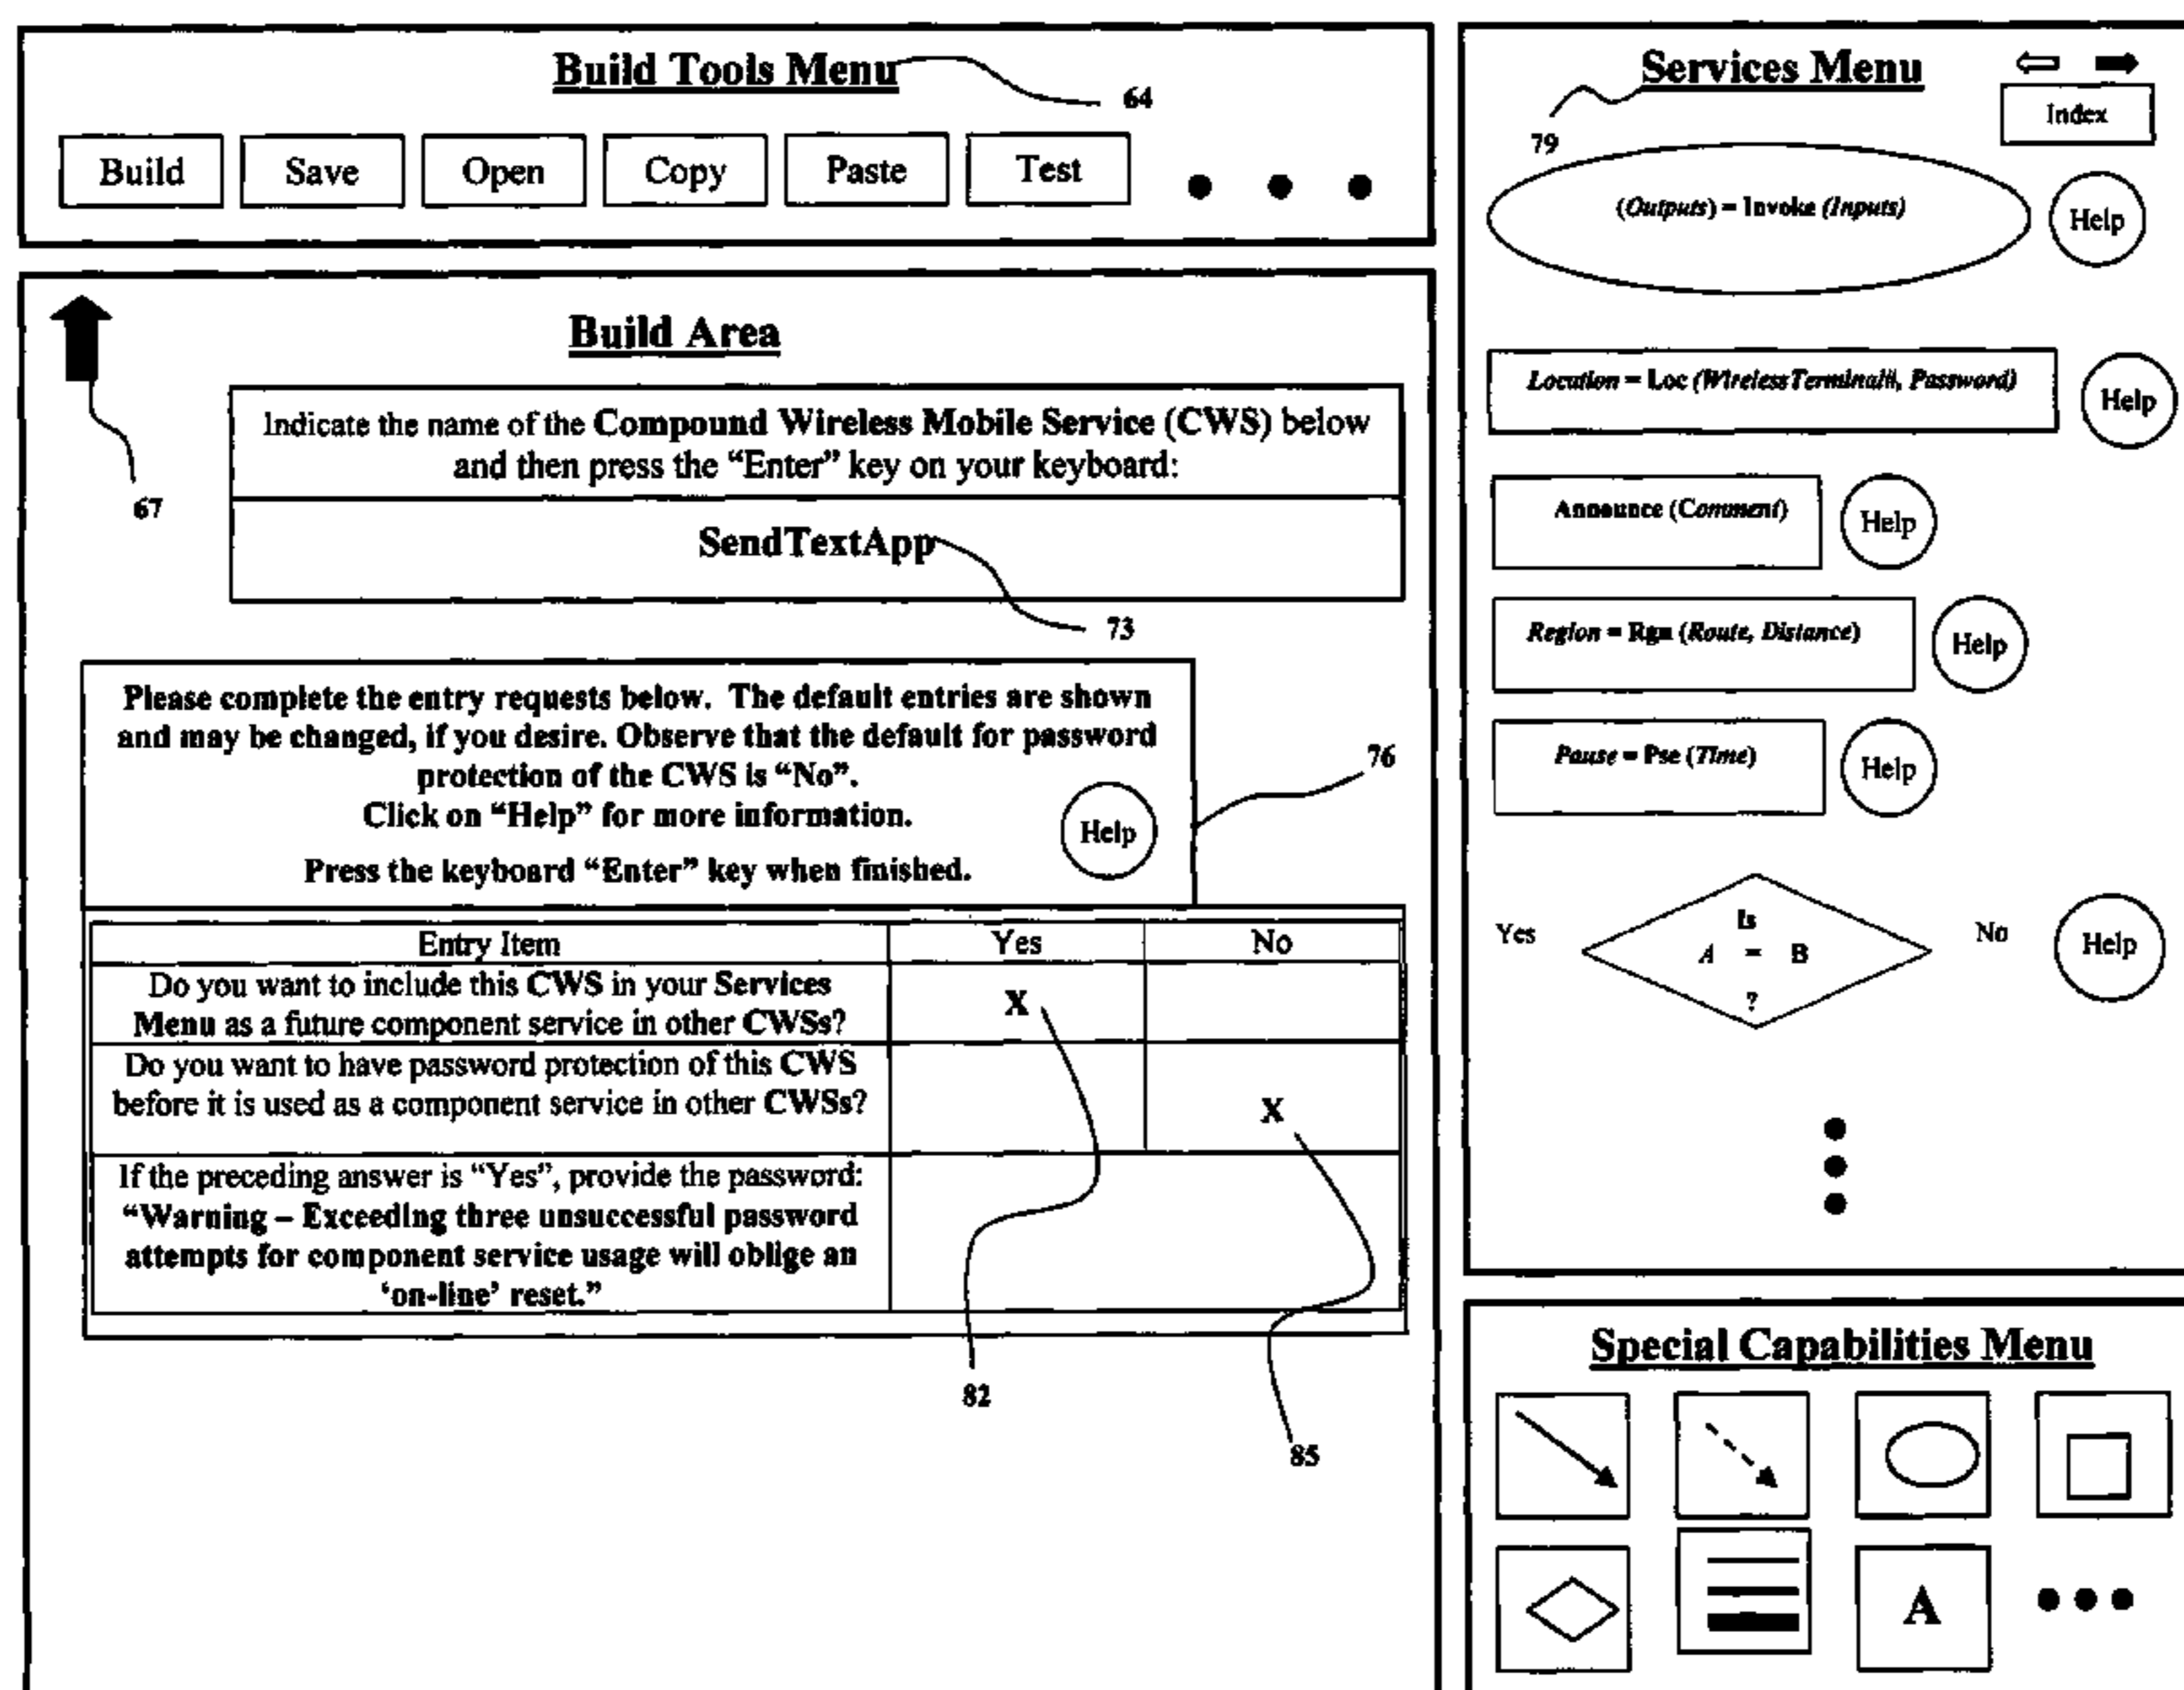 Build Tools Menu
64
Build
Save
Open
Copy
Paste
Test
Build Area
67
Indicate the name of the Compound Wireless Mobile Service (CWS) below
and then press the “Enter” key on your keyboard:
SendTextApp
73
Please complete the entry requests below. The default entries are shown
and may be changed, if you desire. Observe that the default for password
protection of the CWS is “No”.
Click on “Help” for more information.
Press the keyboard “Enter” key when finished.
Help
76
Entry Item Yes No
Do you want to include this CWS in your Services
Menu as a future component service in other CWSs?
X
Do you want to have password protection of this CWS
before it is used as a component service in other CWSs?
X
If the preceding answer is “Yes”, provide the password:
“Warning – Exceeding three unsuccessful password
attempts for component service usage will oblige an
‘on-line’ reset.”
82
85
Services Menu
79
Index
(Outputs) = Invoke (Inputs)
Help
Location = Loc (WirelessTerminal#, Password)
Help
Announce (Comment)
Help
Region = Rgn (Route, Distance)
Help
Pause = Pse (Time)
Help
Yes
Is
A = B
?
No
Help
Special Capabilities Menu
A